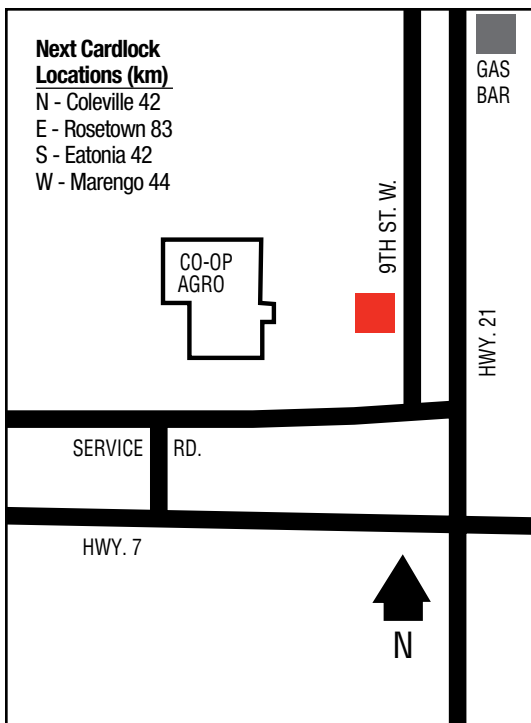 Next Cardlock
Locations (km)
N - Coleville 42
E - Rosetown 83
S - Eatonia 42
W - Marengo 44
GAS
BAR
9TH ST. W.
CO-OP
AGRO
HWY. 21
SERVICE RD.
HWY. 7
N